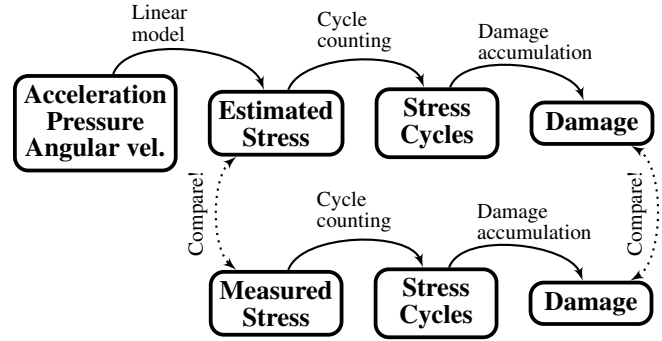 Linear
model
Cycle
counting
Damage
accumulation
Acceleration
Pressure
Angular vel.
Estimated
Stress
Stress
Cycles
Damage
Compare!
Compare!
Cycle
counting
Damage
accumulation
Measured
Stress
Stress
Cycles
Damage